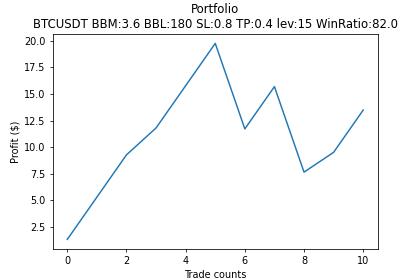 Portfolio
BTCUSDT BBM:3.6 BBL:180 SL:0.8 TP:0.4 lev:15 WinRatio:82.0
20.0
17.5
15.0
12.5
10.0
7.5
5.0
2.5
Profit ($)
0 2 4 6 8 10
Trade counts